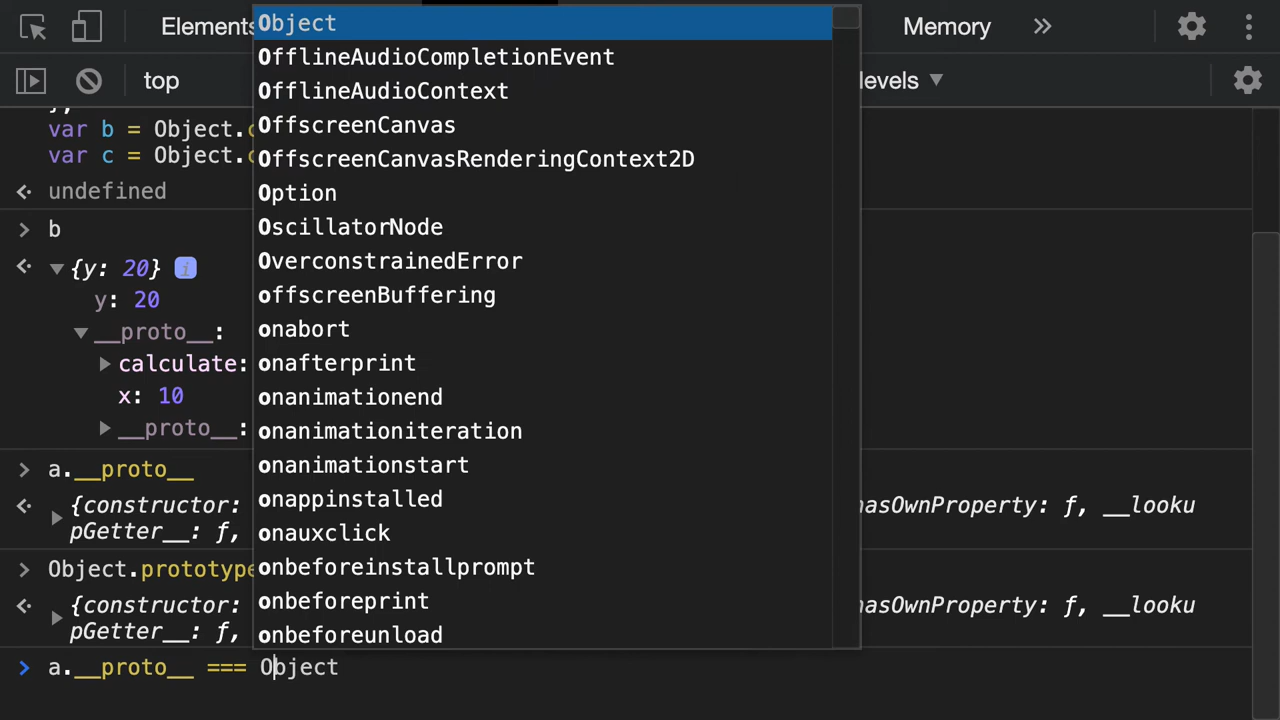 Elements
Memory
top
levels
},
var b = Object.
var c = Object.
undefined
b
{y: 20} i
y: 20
__proto__:
calculate:
x: 10
__proto__:
a.__proto__
{constructor:
hasOwnProperty: ƒ, __looku
pGetter__: ƒ,
Object.prototype
{constructor:
hasOwnProperty: ƒ, __looku
pGetter__: ƒ,
a.__proto__ === Object
Object
OfflineAudioCompletionEvent
OfflineAudioContext
OffscreenCanvas
OffscreenCanvasRenderingContext2D
Option
OscillatorNode
OverconstrainedError
offscreenBuffering
onabort
onafterprint
onanimationend
onanimationiteration
onanimationstart
onappinstalled
onauxclick
onbeforeinstallprompt
onbeforeprint
onbeforeunload